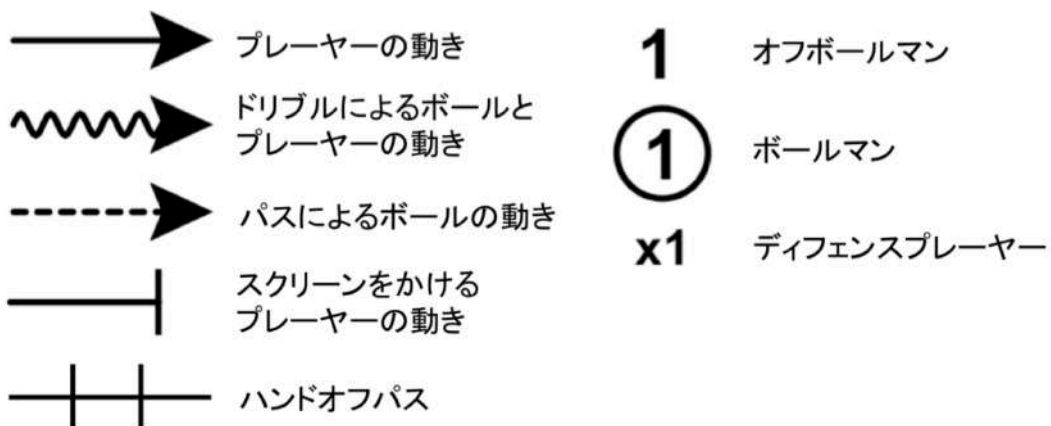 プレーヤーの動き
ドリブルによるボールと
プレーヤーの動き
パスによるボールの動き
スクリーンをかける
プレーヤーの動き
ハンドオフパス
1 オフボールマン
1 ボールマン
x1 ディフェンスプレーヤー